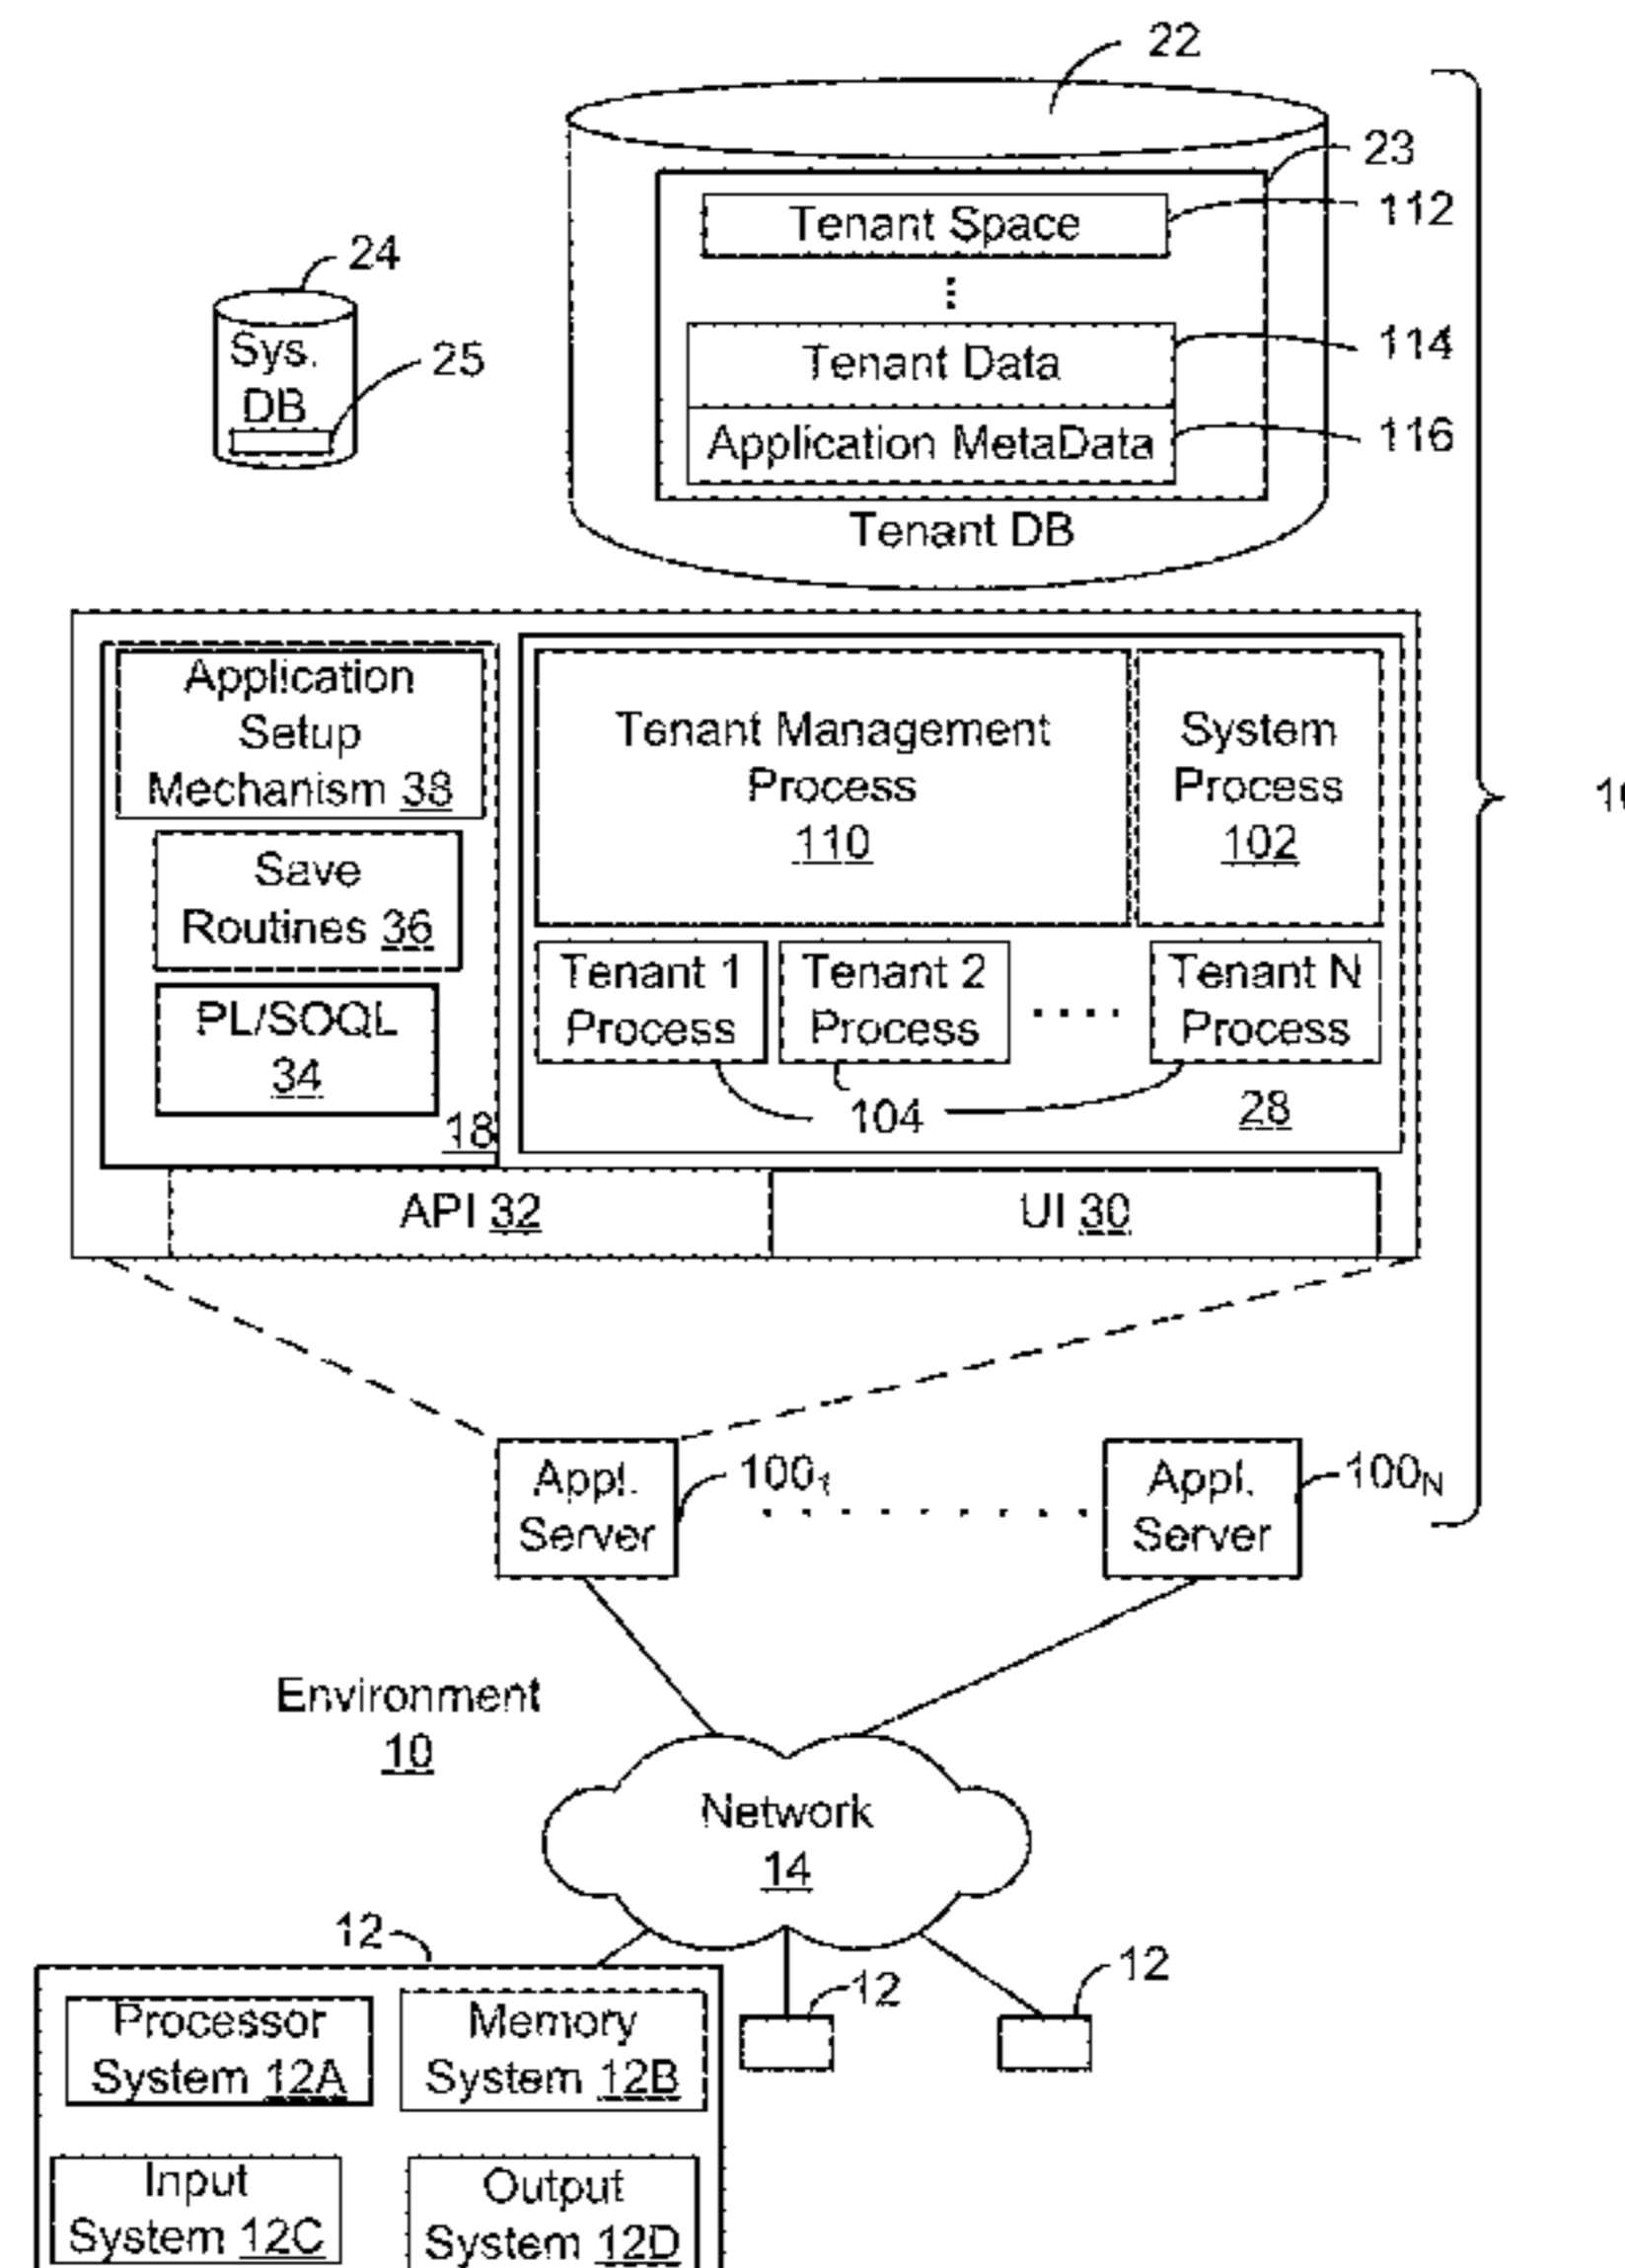 22
23
Tenant Space
112
24
Sys.
DB
25
Tenant Data
114
Application MetaData
116
Tenant DB
Application
Setup
Mechanism 38
Tenant Management
Process
110
System
Process
102
Save
Routines 36
Tenant 1
Process
Tenant 2
Process
Tenant N
Process
PL/SOQL
34
104
28
18
API 32
UI 30
Appl.
Server
100₁
Appl.
Server
100N
Environment
10
Network
14
12
12
12
Processor
System 12A
Memory
System 12B
Input
System 12C
Output
System 12D